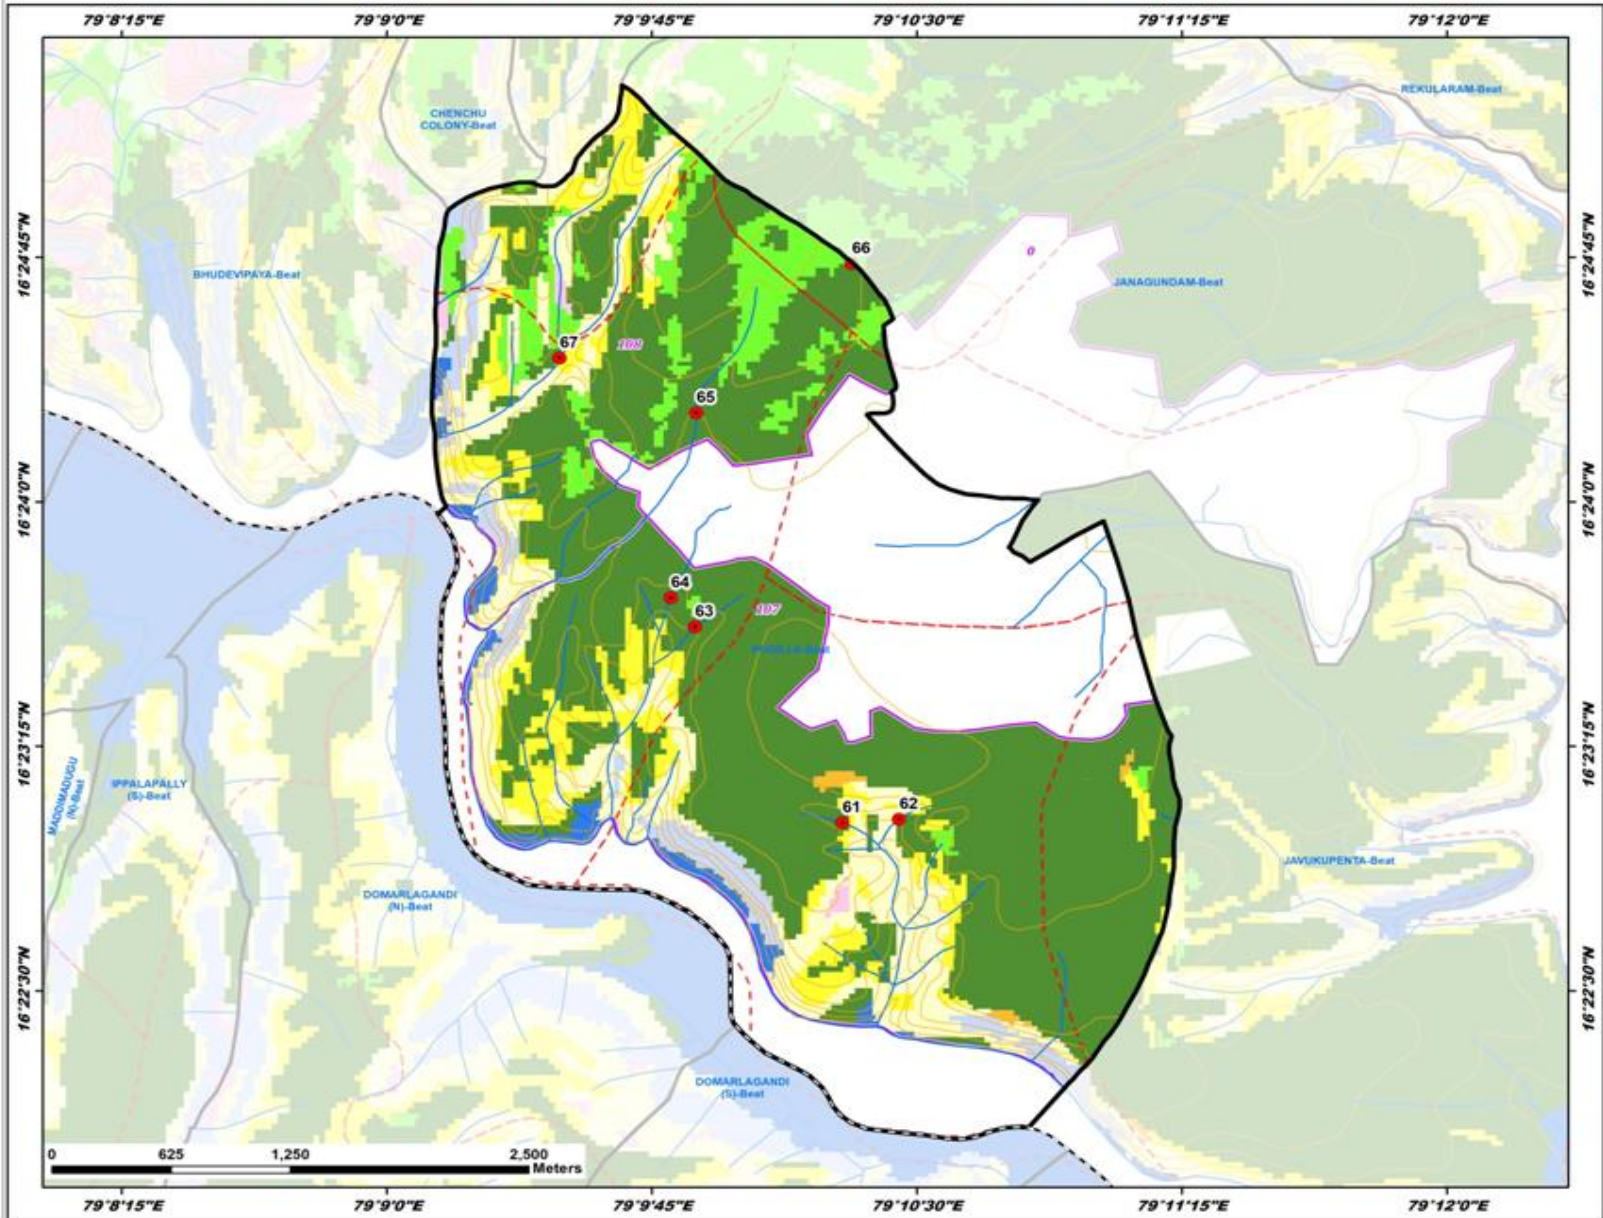 79°8'15"E 79°9'0"E 79°9'45"E 79°10'30"E 79°11'15"E 79°12'0"E
REKULARAM-Beat
CHENCHU
COLONY-Beat
16°24'45"N
16°24'45"N
66
0
BHUDEVIPAYA-Beat
JANAGUNDAM-Beat
67
108
65
16°24'0"N
16°24'0"N
64
63
107
16°23'15"N
16°23'15"N
MADDIMADUGU
(N)-Beat
IPPALAPALLY
(S)-Beat
61
62
JAVUKUPENTA-Beat
DOMARLAGANDI
(N)-Beat
16°22'30"N
16°22'30"N
DOMARLAGANDI
(S)-Beat
0 625 1,250 2,500
Meters
79°8'15"E 79°9'0"E 79°9'45"E 79°10'30"E 79°11'15"E 79°12'0"E